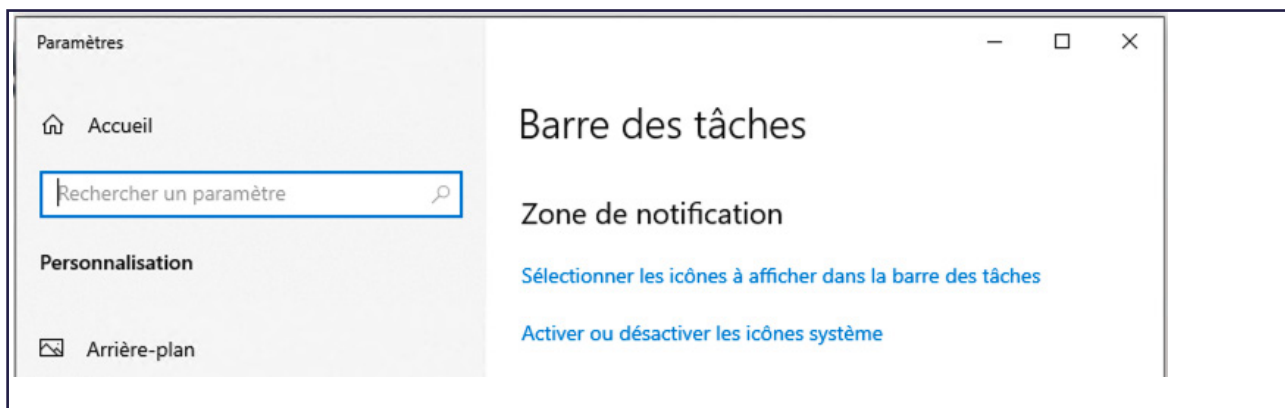 Paramètres
Accueil
Rechercher un paramètre
Personnalisation
Arrière-plan
Barre des tâches
Zone de notification
Sélectionner les icônes à afficher dans la barre des tâches
Activer ou désactiver les icônes système